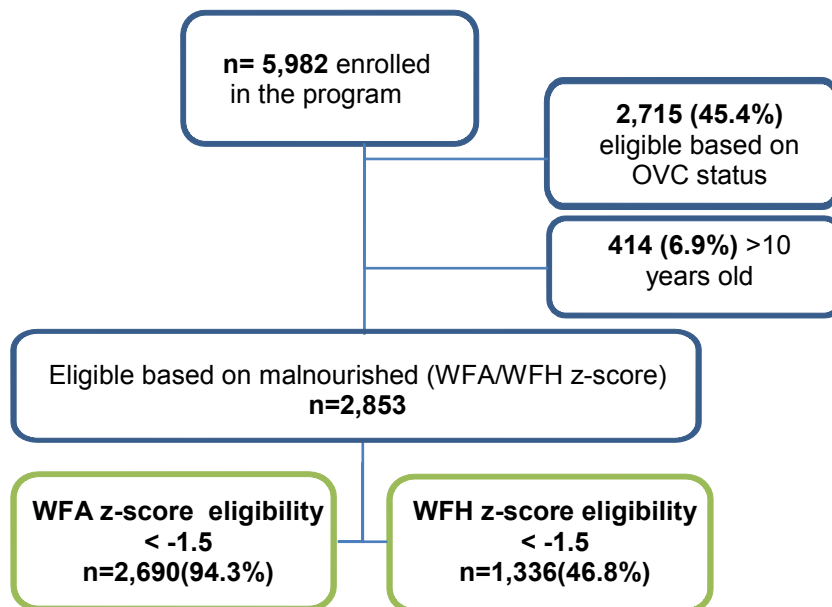 n= 5,982 enrolled
in the program
2,715 (45.4%)
eligible based on
OVC status
414 (6.9%) >10
years old
Eligible based on malnourished (WFA/WFH z-score)
n=2,853
WFA z-score eligibility
< -1.5
n=2,690(94.3%)
WFH z-score eligibility
< -1.5
n=1,336(46.8%)